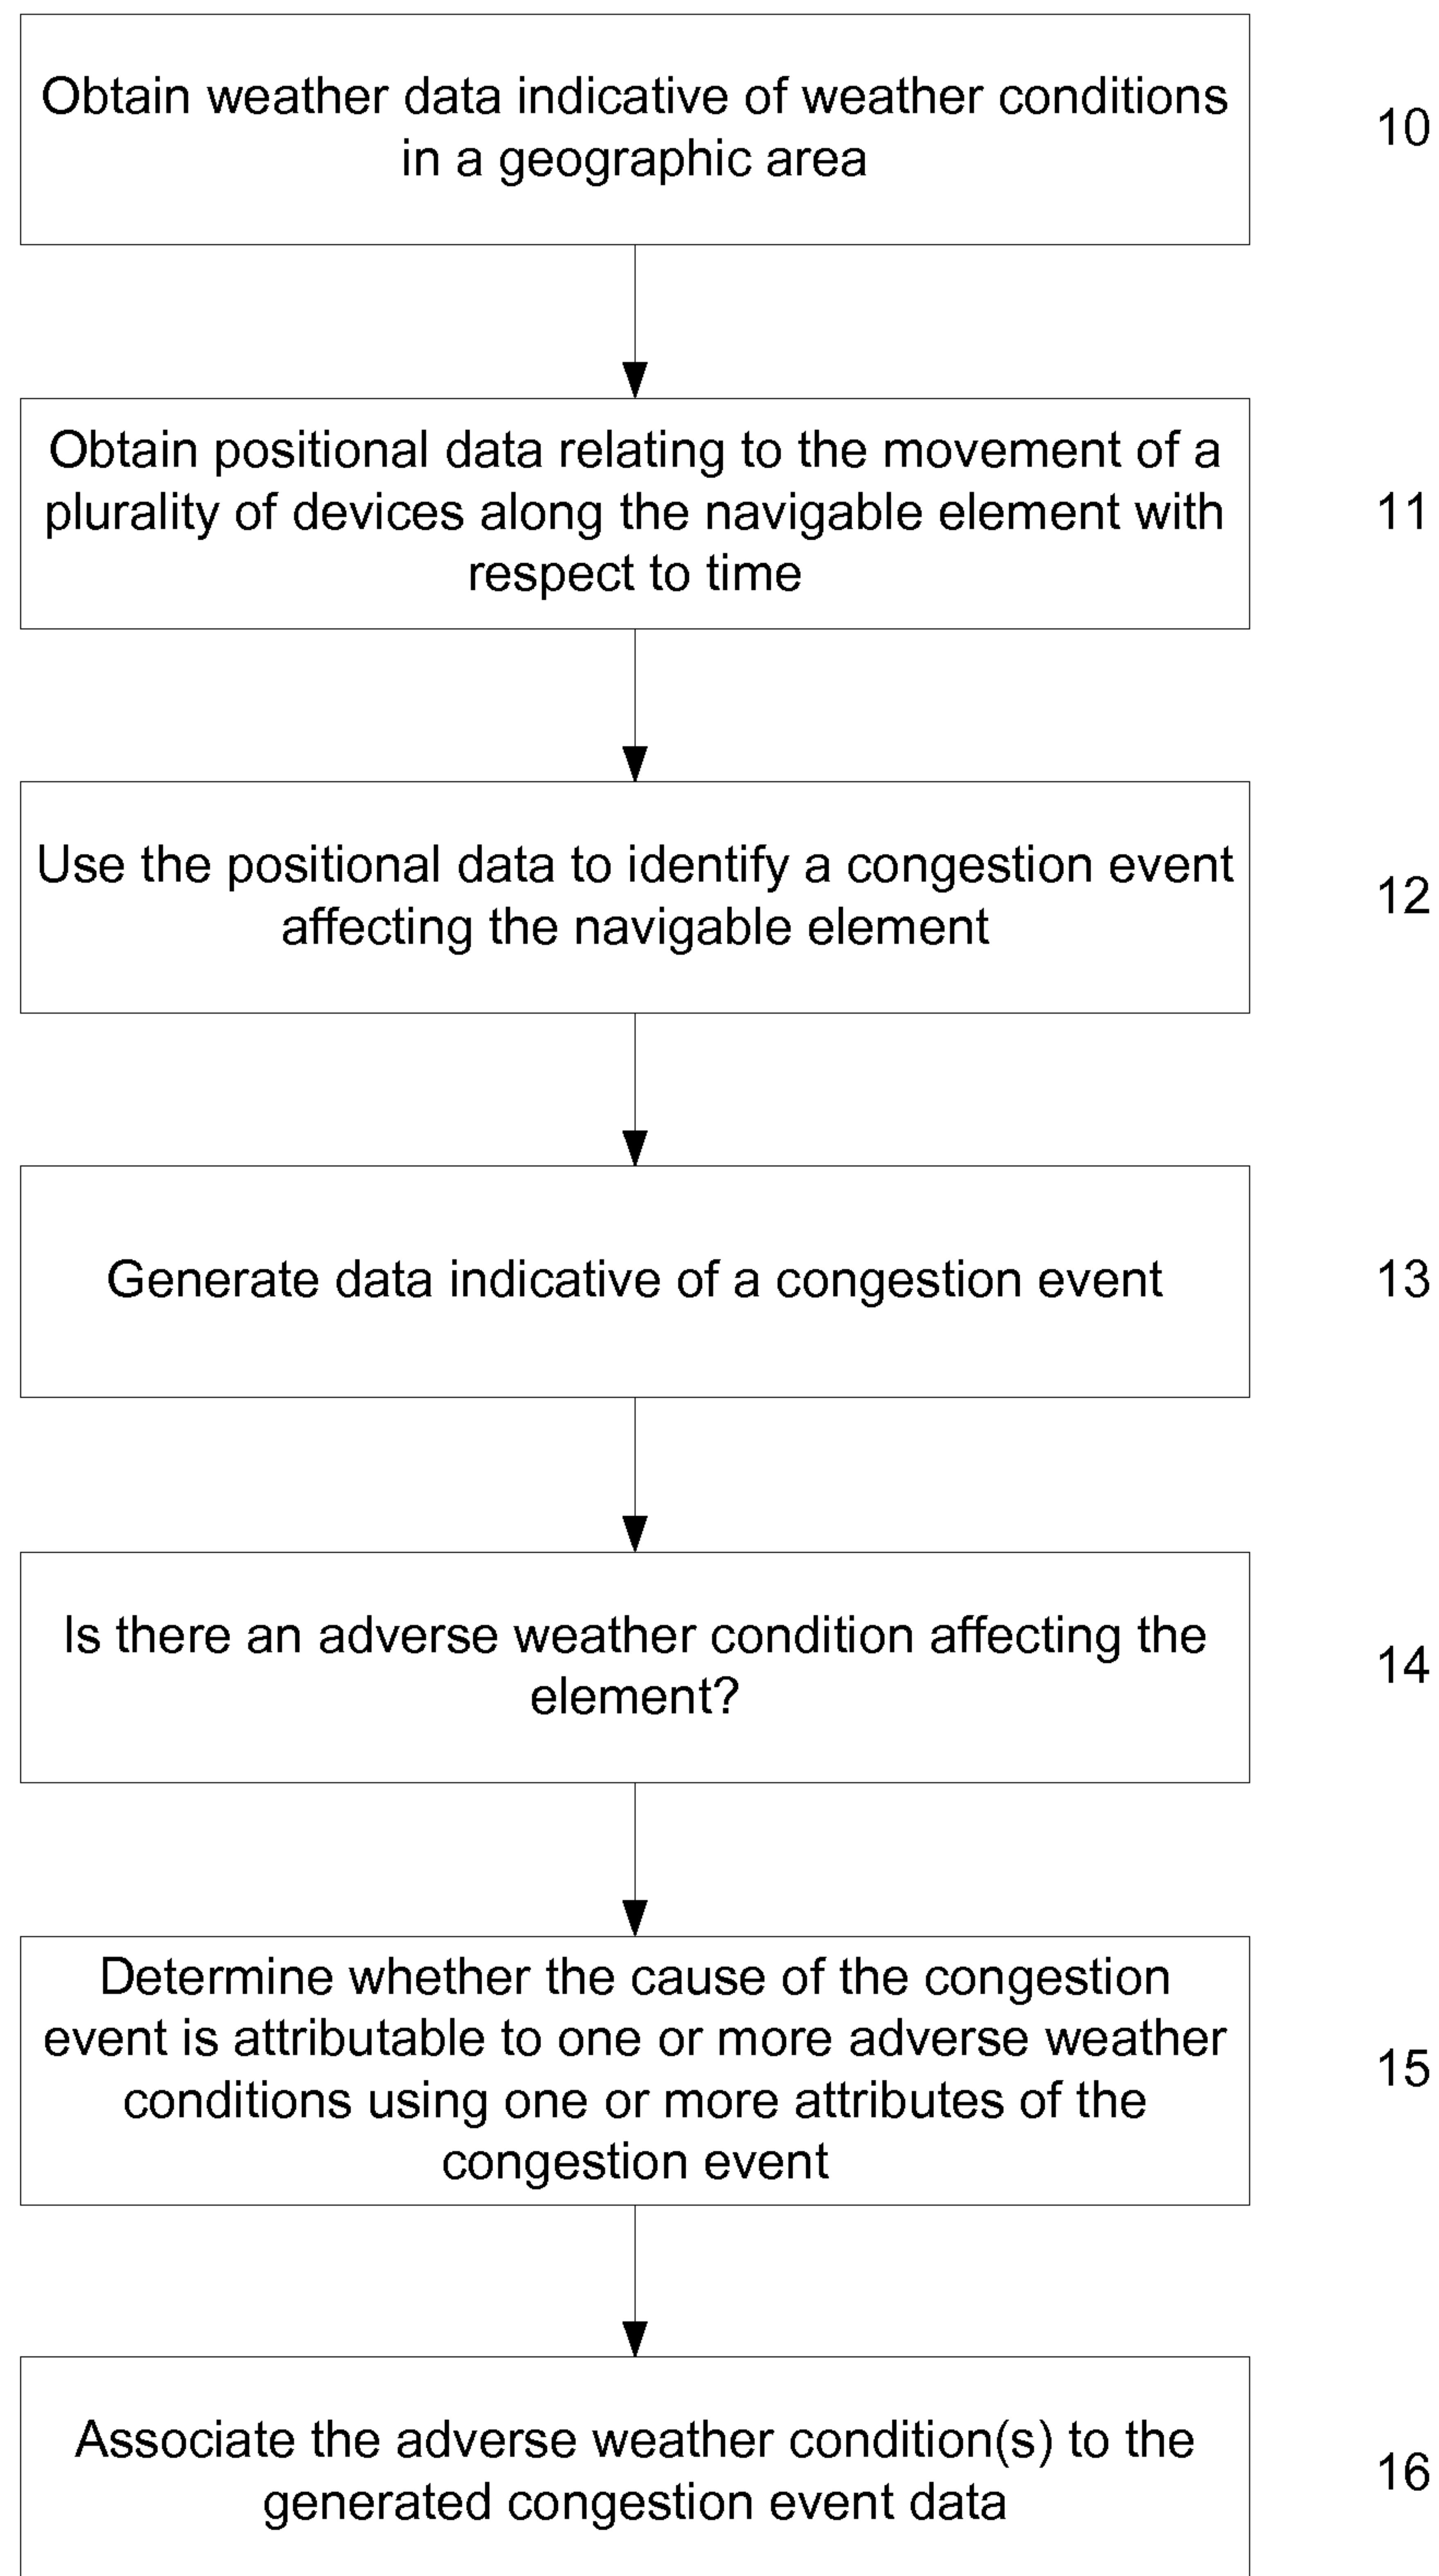 Obtain weather data indicative of weather conditions
in a geographic area
10
Obtain positional data relating to the movement of a
plurality of devices along the navigable element with
respect to time
11
Use the positional data to identify a congestion event
affecting the navigable element
12
Generate data indicative of a congestion event
13
Is there an adverse weather condition affecting the
element?
14
Determine whether the cause of the congestion
event is attributable to one or more adverse weather
conditions using one or more attributes of the
congestion event
15
Associate the adverse weather condition(s) to the
generated congestion event data
16